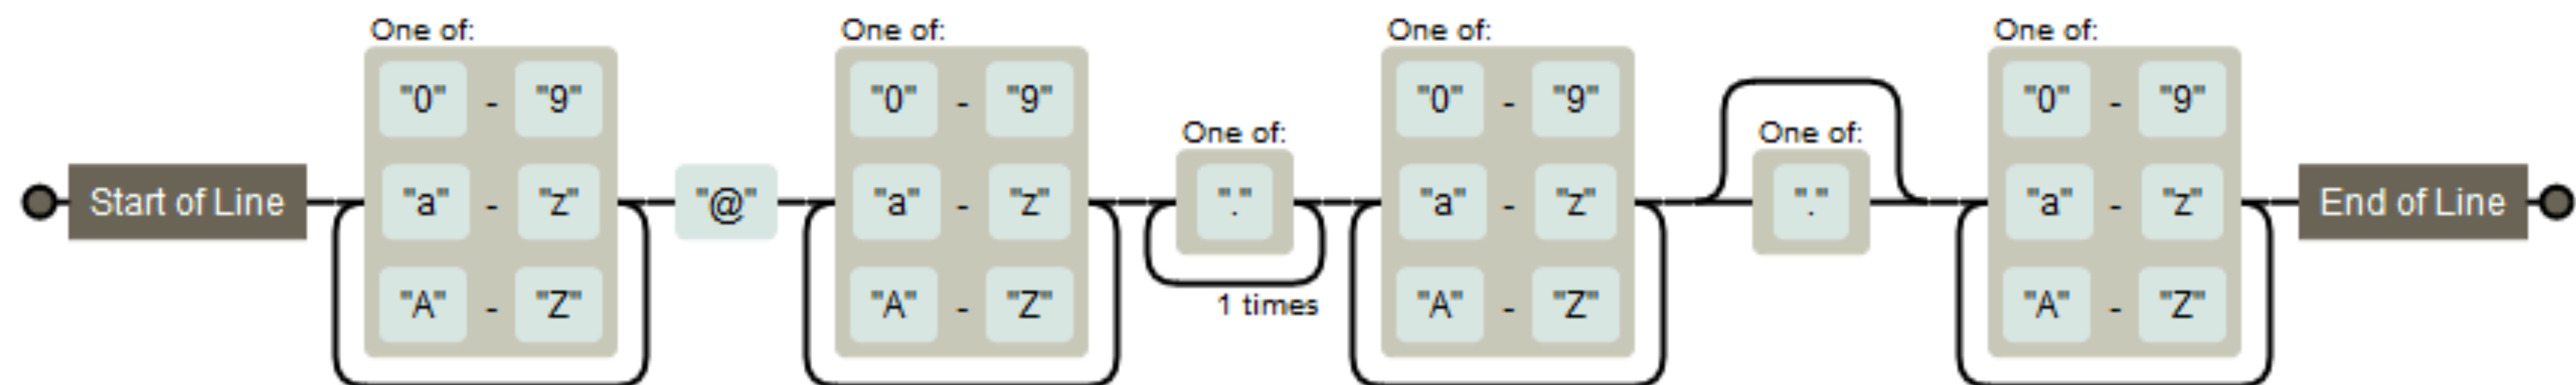 One of: One of: One of: One of:
"0" - "9" "0" - "9" "0" - "9" "0" - "9"
One of: One of:
Start of Line "a" - "z" "@" "a" - "z" "." "a" - "z" "." "a" - "z" End of Line
"A" - "Z" "A" - "Z" 1 times "A" - "Z" "A" - "Z"